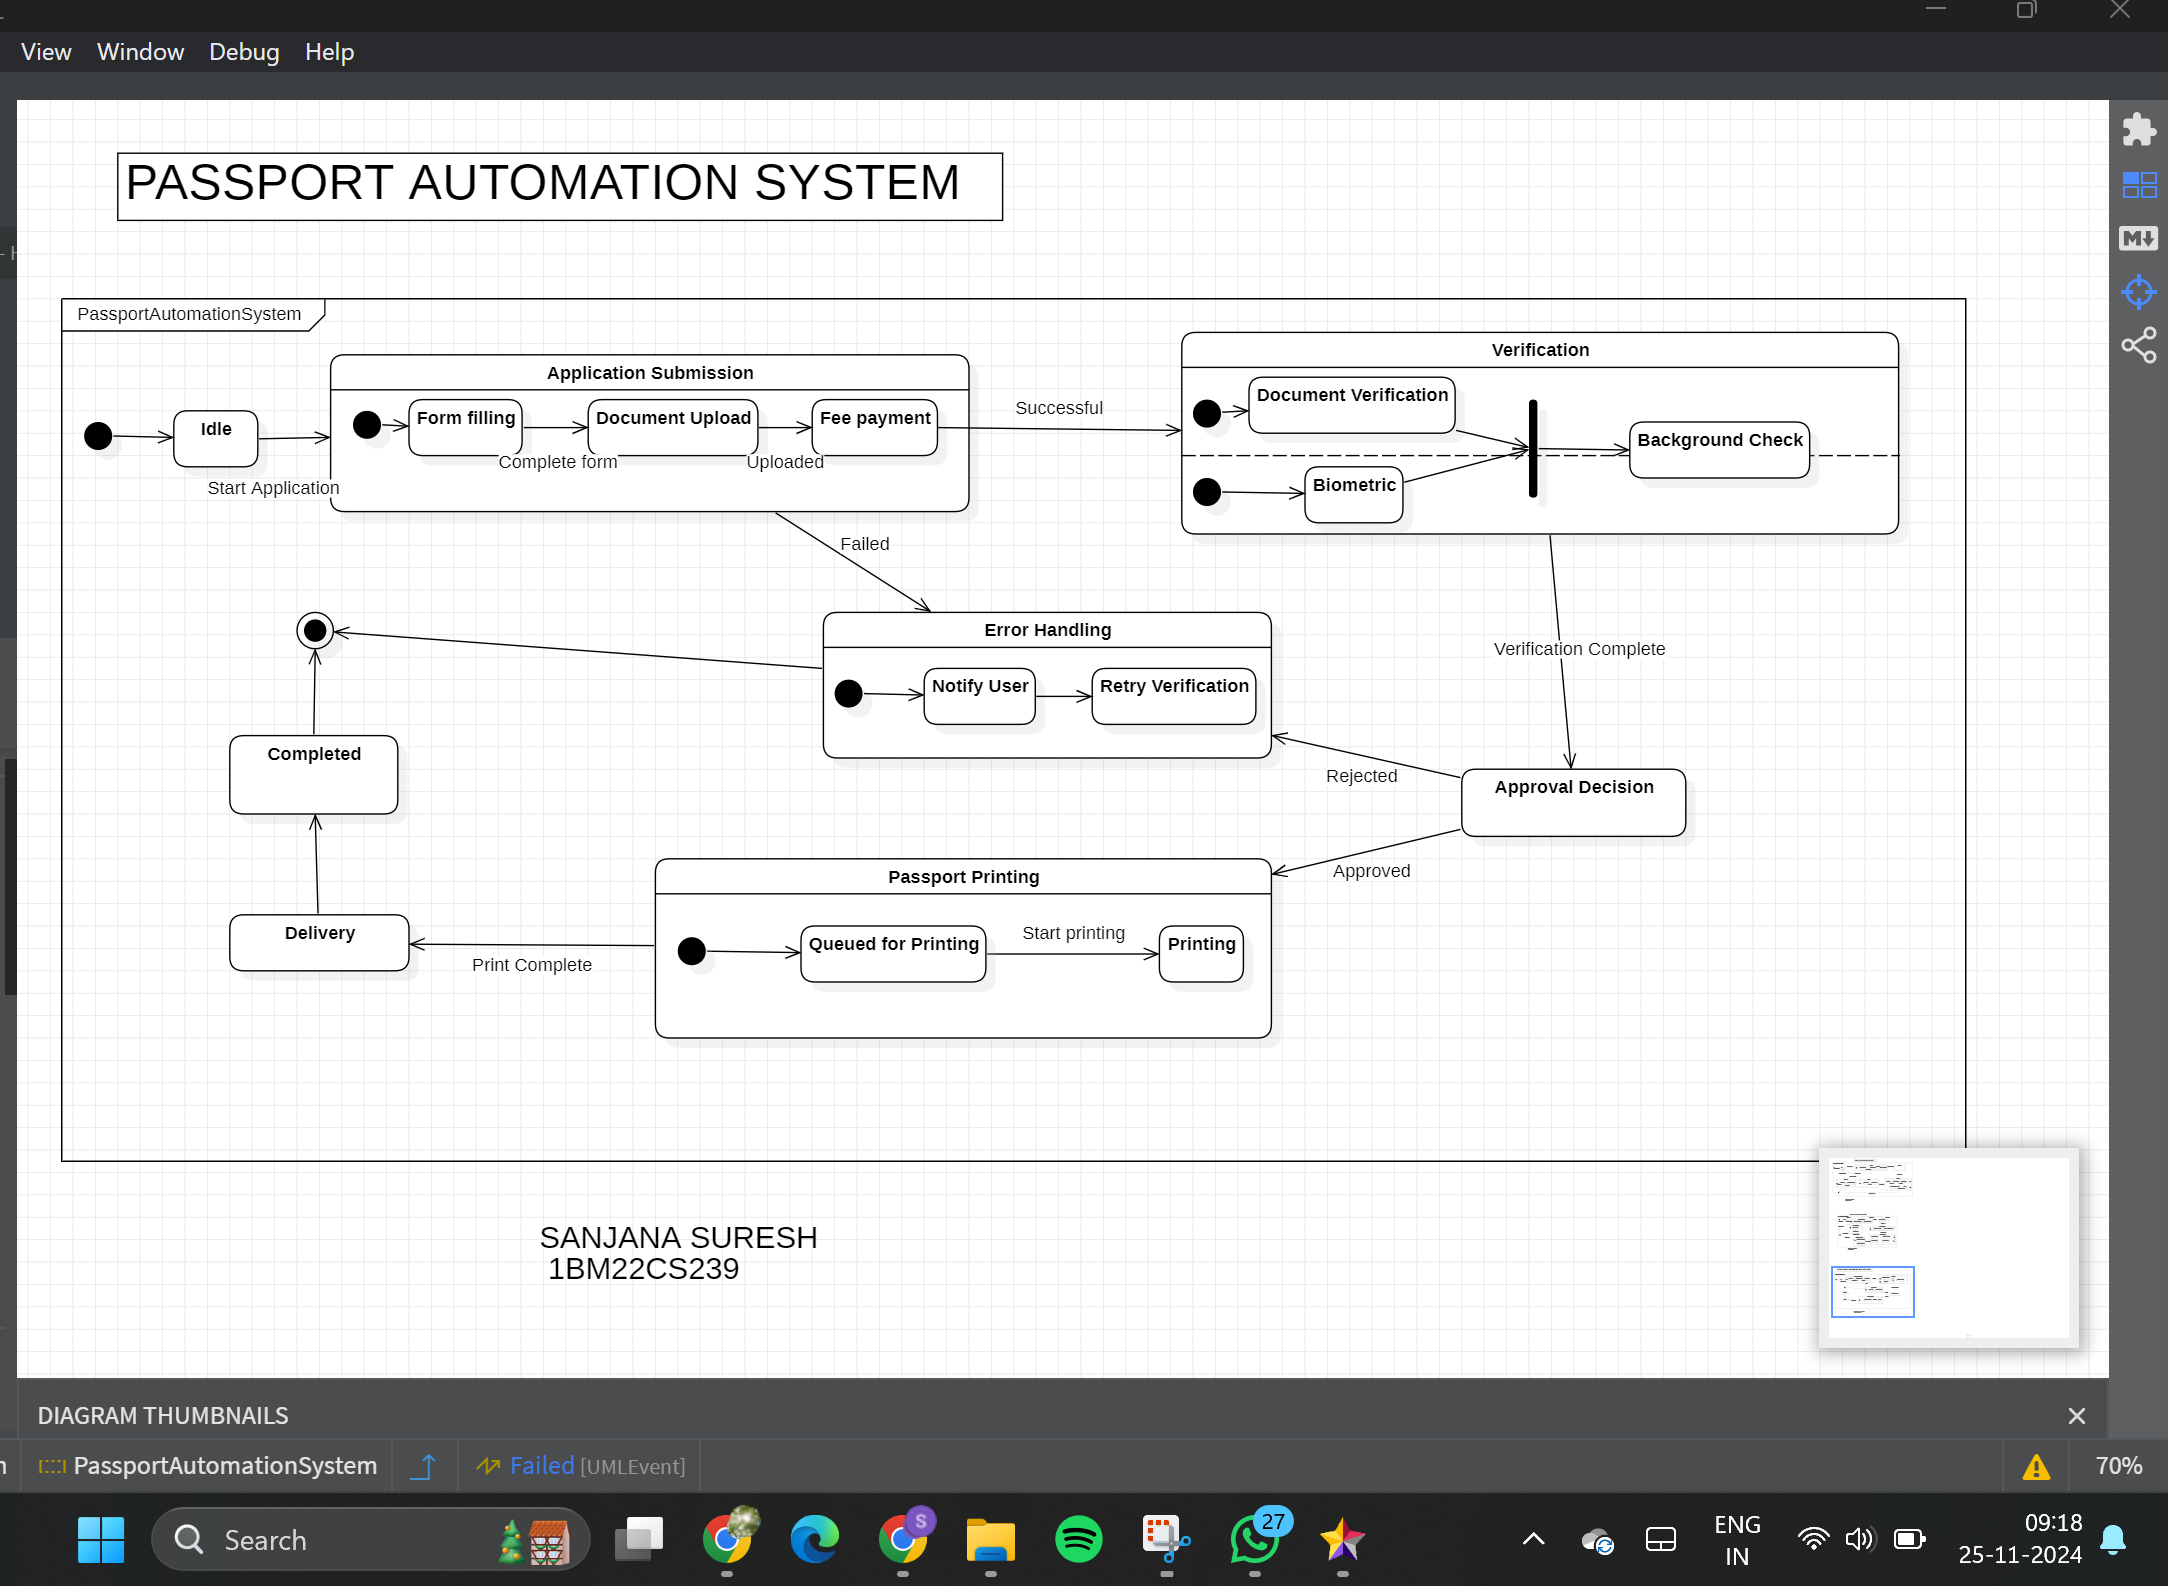 View Window Debug Help
PASSPORT AUTOMATION SYSTEM
PassportAutomationSystem
Idle
Start Application
Application Submission
Form filling
Document Upload
Fee payment
Complete form
Uploaded
Successful
Verification
Document Verification
Biometric
Background Check
Failed
Error Handling
Notify User
Retry Verification
Verification Complete
Rejected
Approval Decision
Approved
Completed
Delivery
Print Complete
Passport Printing
Queued for Printing
Start printing
Printing
SANJANA SURESH
1BM22CS239
DIAGRAM THUMBNAILS
PassportAutomationSystem
Failed [UMLEvent]
70%
Search
S
27
ENG
IN
09:18
25-11-2024